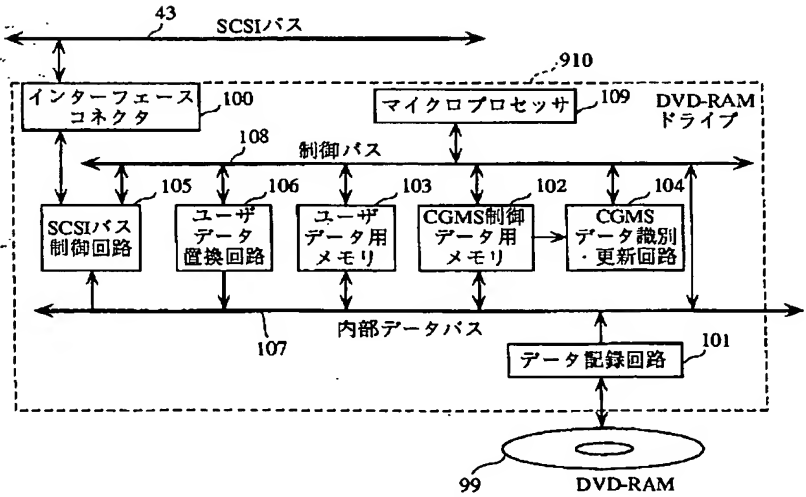 43
SCSIバス
910
インターフェース
コネクタ
100
マイクロプロセッサ
109
DVD-RAM
ドライブ
108
制御バス
105
106
103
102
104
SCSIバス
制御回路
ユーザ
データ
置換回路
ユーザ
データ用
メモリ
CGMS制御
データ用
メモリ
CGMS
データ識別
・更新回路
107
内部データバス
データ記録回路
101
99
DVD-RAM